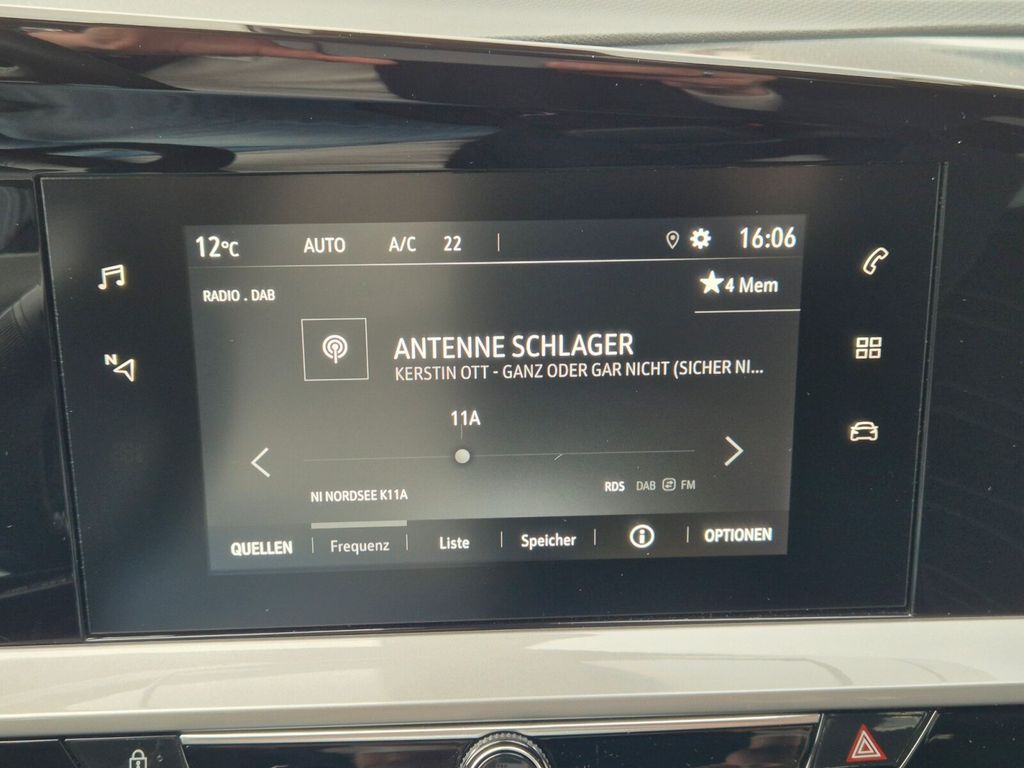 12°C AUTO A/C 22 16:06
RADIO . DAB
4 Mem
N
ANTENNE SCHLAGER
KERSTIN OTT - GANZ ODER GAR NICHT (SICHER NI...
11A
NI NORDSEE K11A
RDS DAB FM
QUELLEN Frequenz Liste Speicher i OPTIONEN